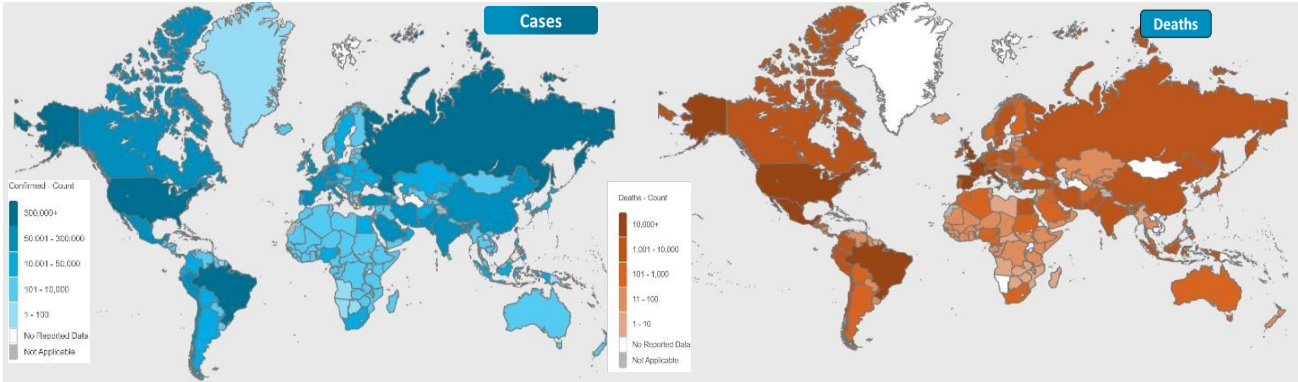 Cases
Deaths
Confirmed - Count
300,000+
50.001 - 300,000
10.001 - 50,000
101 - 10,000
1 - 100
No Reported Data
Not Applicable
Deaths - Count
10,000+
1,001 - 10,000
101 - 1,000
11 - 100
1 - 10
No Reported Data
Not Applicable